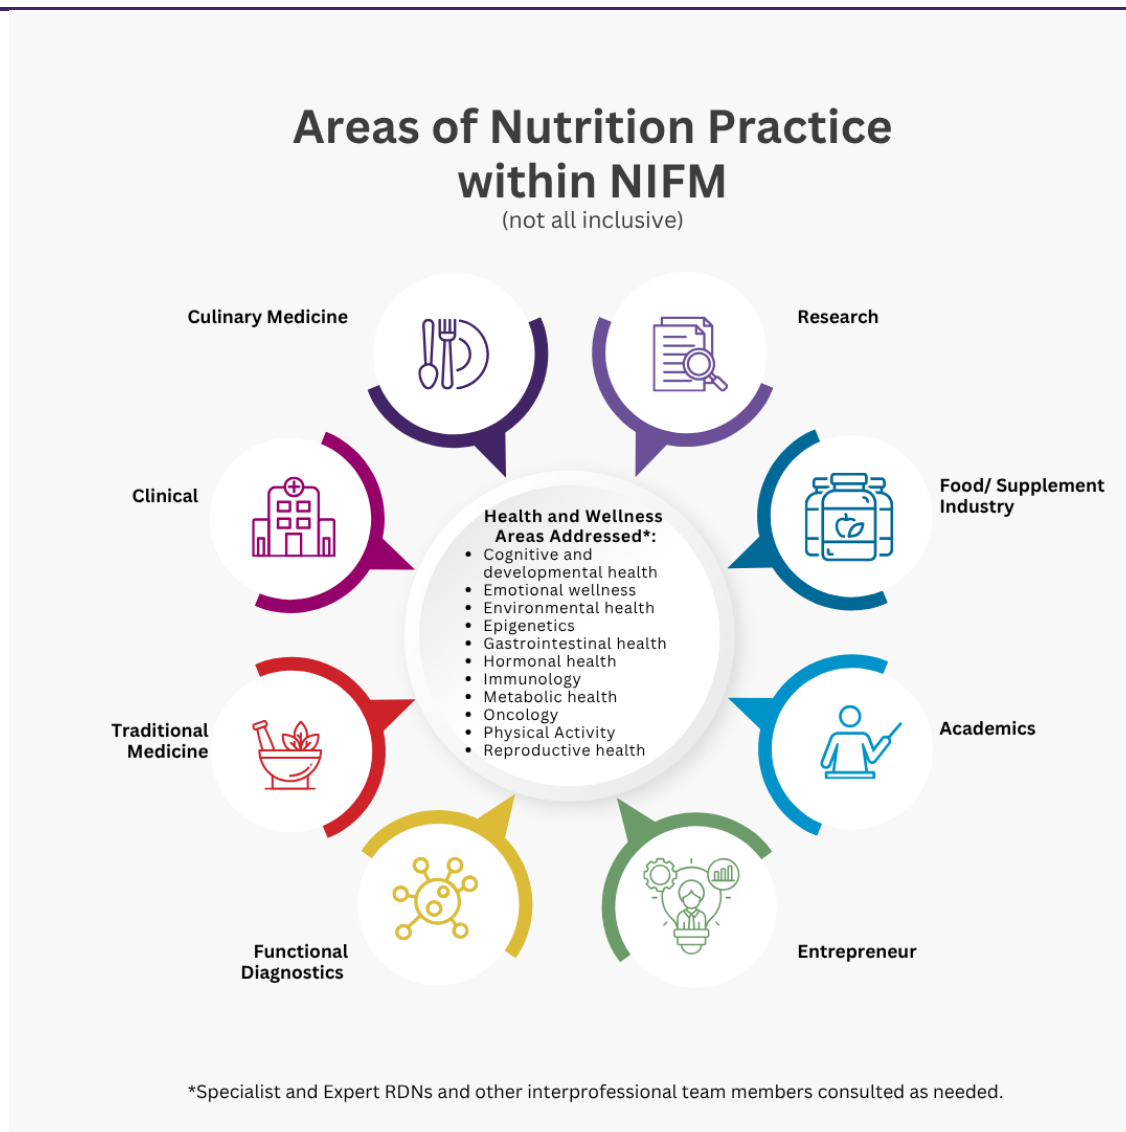 Areas of Nutrition Practice
within NIFM
(not all inclusive)
Culinary Medicine
Research
Clinical
Food/ Supplement
Industry
Health and Wellness
Areas Addressed*:
• Cognitive and
developmental health
• Emotional wellness
• Environmental health
• Epigenetics
• Gastrointestinal health
• Hormonal health
• Immunology
• Metabolic health
• Oncology
• Physical Activity
• Reproductive health
Traditional
Medicine
Academics
Functional
Diagnostics
Entrepreneur
*Specialist and Expert RDNs and other interprofessional team members consulted as needed.